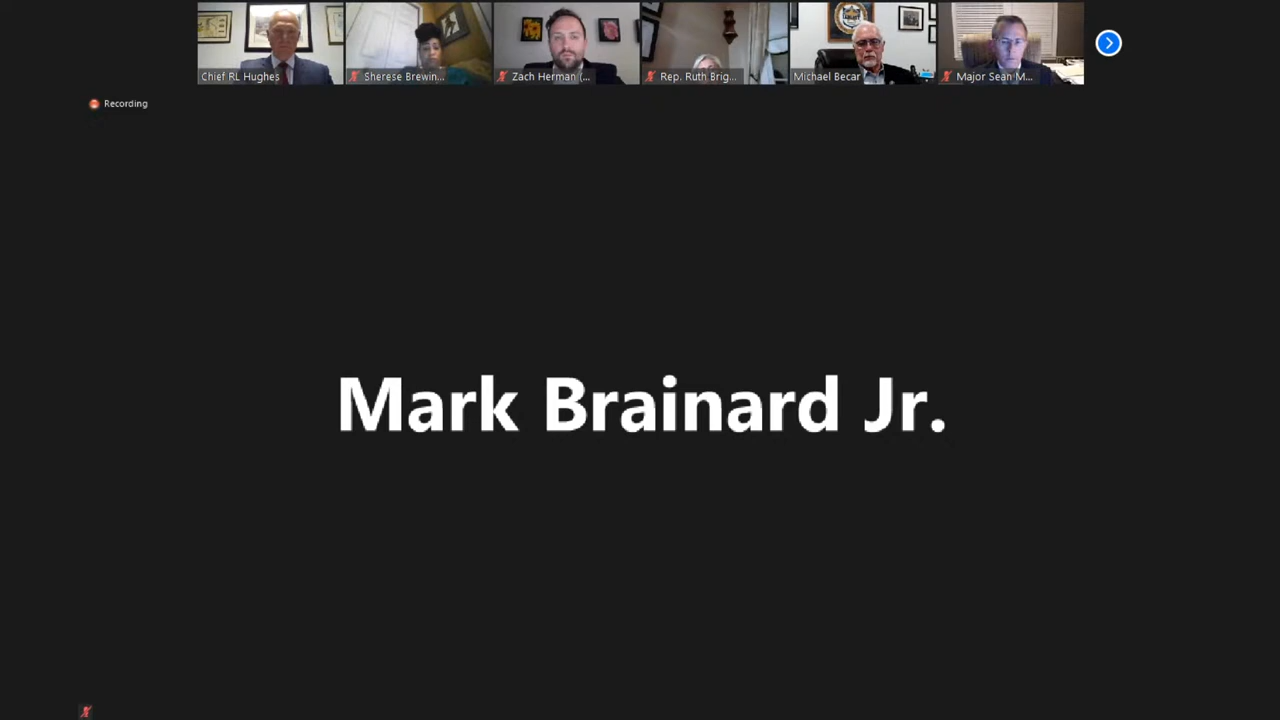 Chief RL Hughes
Sherese Brewin...
Zach Herman (...
Rep. Ruth Brig...
Michael Becar
Major Sean M...
Recording
Mark Brainard Jr.